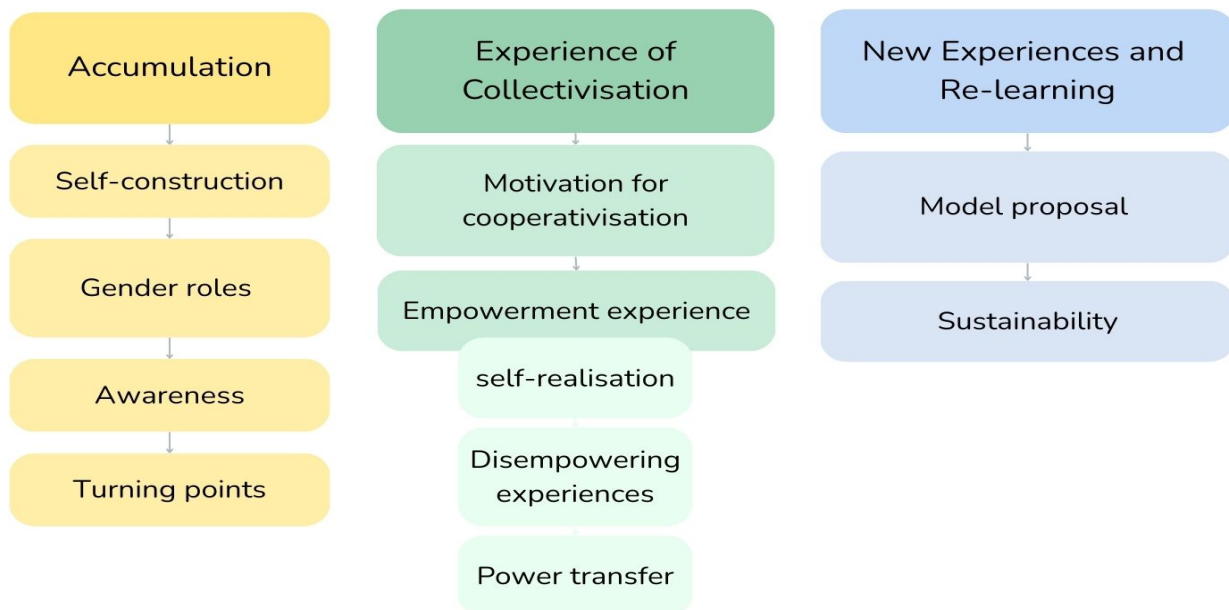 Accumulation
Self-construction
Gender roles
Awareness
Turning points
Experience of
Collectivisation
Motivation for
cooperativisation
Empowerment experience
self-realisation
Disempowering
experiences
Power transfer
New Experiences and
Re-learning
Model proposal
Sustainability